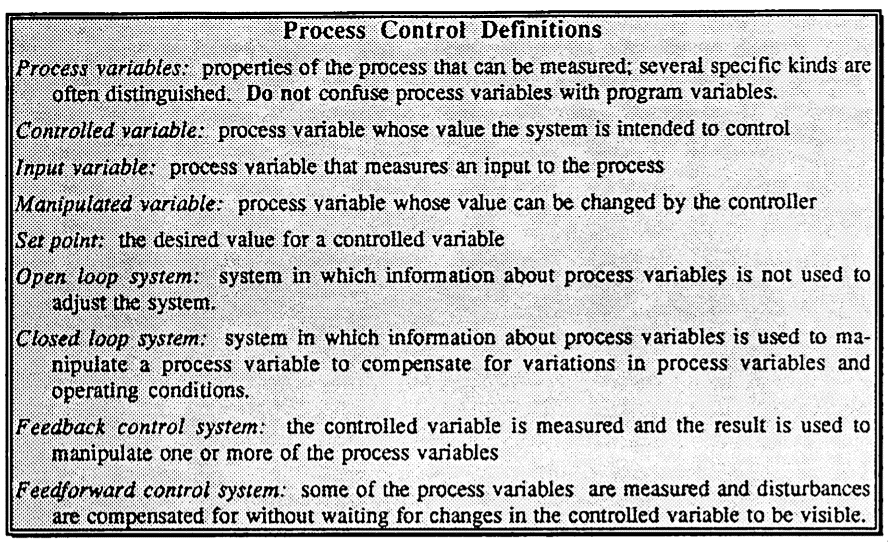 Process Control Definitions
Process variables: properties of the process that can be measured; several specific kinds are
often distinguished. Do not confuse process variables with program variables.
Controlled variable: process variable whose value the system is intended to control
Input variable: process variable that measures an input to the process
Manipulated variable: process variable whose value can be changed by the controller
Set point: the desired value for a controlled variable
Open loop system: system in which information about process variables is not used to
adjust the system.
Closed loop system: system in which information about process variables is used to ma-
nipulate a process variable to compensate for variations in process variables and
operating conditions.
Feedback control system: the controlled variable is measured and the result is used to
manipulate one or more of the process variables
Feedforward control system: some of the process variables are measured and disturbances
are compensated for without waiting for changes in the controlled variable to be visible.